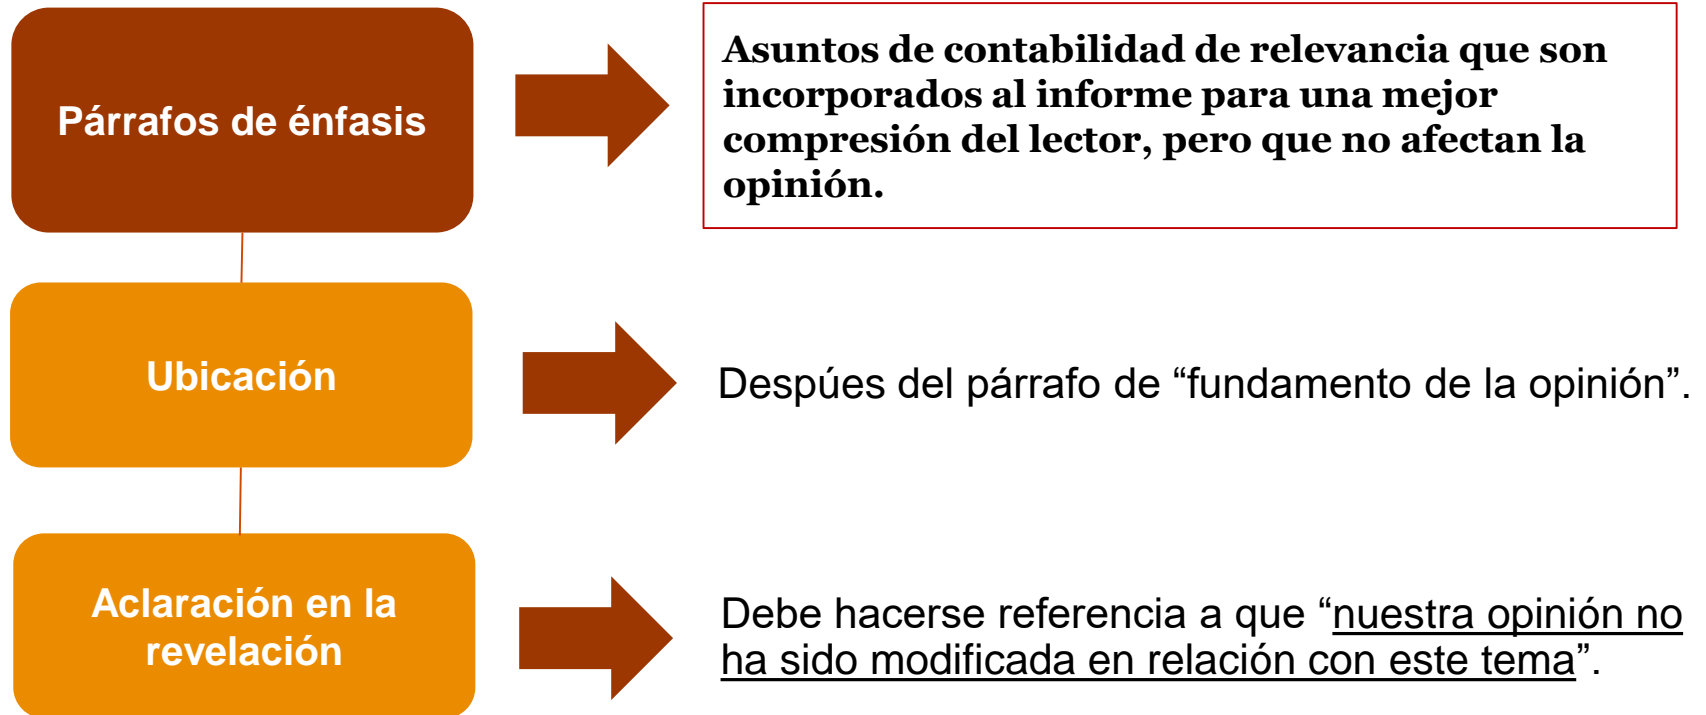 Párrafos de énfasis
Asuntos de contabilidad de relevancia que son
incorporados al informe para una mejor
compresión del lector, pero que no afectan la
opinión.
Ubicación
Despúes del párrafo de “fundamento de la opinión”.
Aclaración en la
revelación
Debe hacerse referencia a que “nuestra opinión no
ha sido modificada en relación con este tema”.